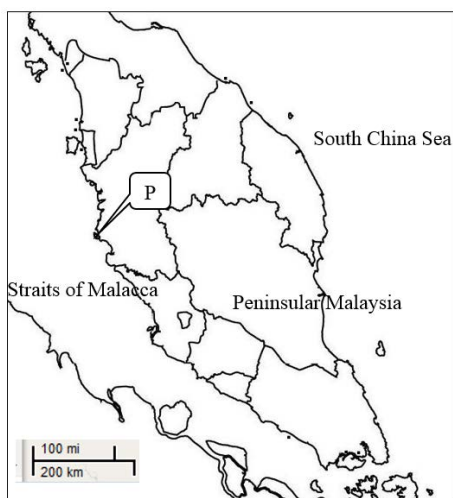 South China Sea
P
Straits of Malacca
Peninsular Malaysia
100 mi
200 km